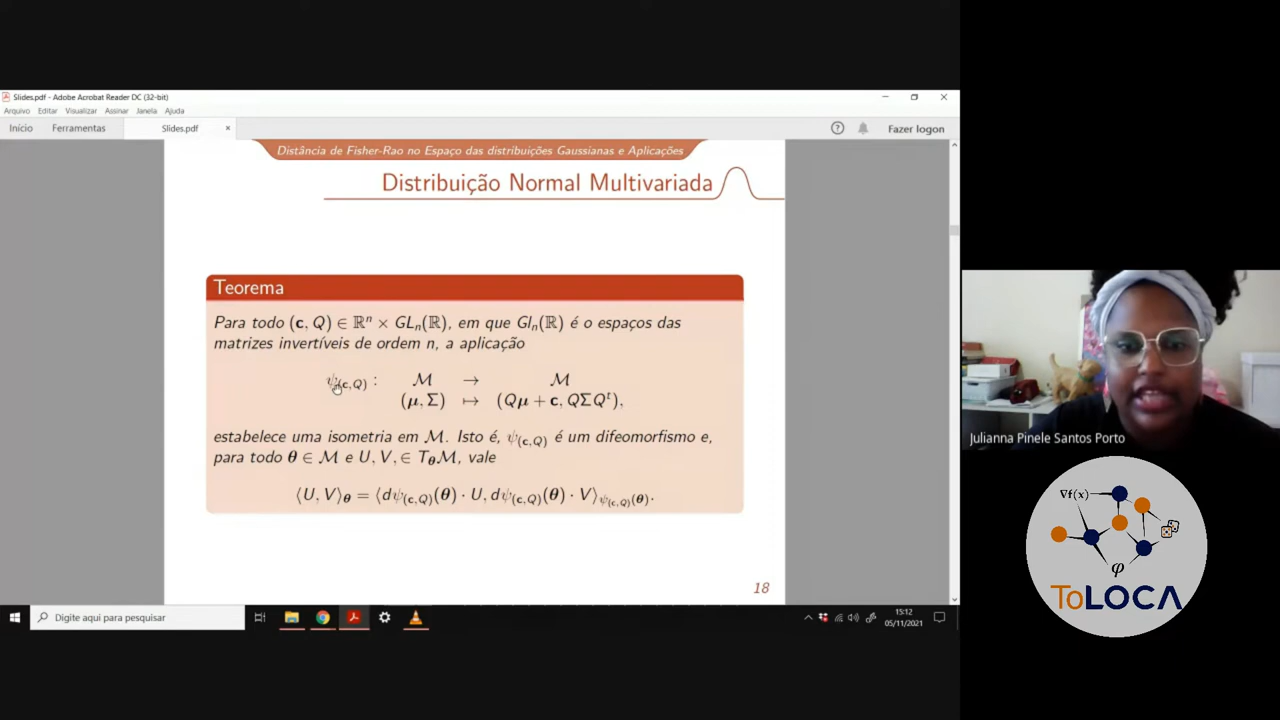 Slides.pdf - Adobe Acrobat Reader DC (32-bit)
Arquivo Editar Visualizar Assinar Janela Ajuda
Início Ferramentas Slides.pdf × Fazer logon
Distância de Fisher-Rao no Espaço das distribuições Gaussianas e Aplicações
Distribuição Normal Multivariada
Teorema
Para todo (c, Q) ∈ ℝⁿ × GLₙ(ℝ), em que Glₙ(ℝ) é o espaços das
matrizes invertíveis de ordem n, a aplicação
ψ(c,Q) : M → M
(μ, Σ) ↦ (Qμ + c, QΣQᵗ),
estabelece uma isometria em M. Isto é, ψ(c,Q) é um difeomorfismo e,
para todo θ ∈ M e U, V, ∈ TθM, vale
⟨U, V⟩θ = ⟨dψ(c,Q)(θ) · U, dψ(c,Q)(θ) · V⟩ψ(c,Q)(θ).
18
Julianna Pinele Santos Porto
∇f(x)
φ
ToLOCA
Digite aqui para pesquisar
15:12
05/11/2021